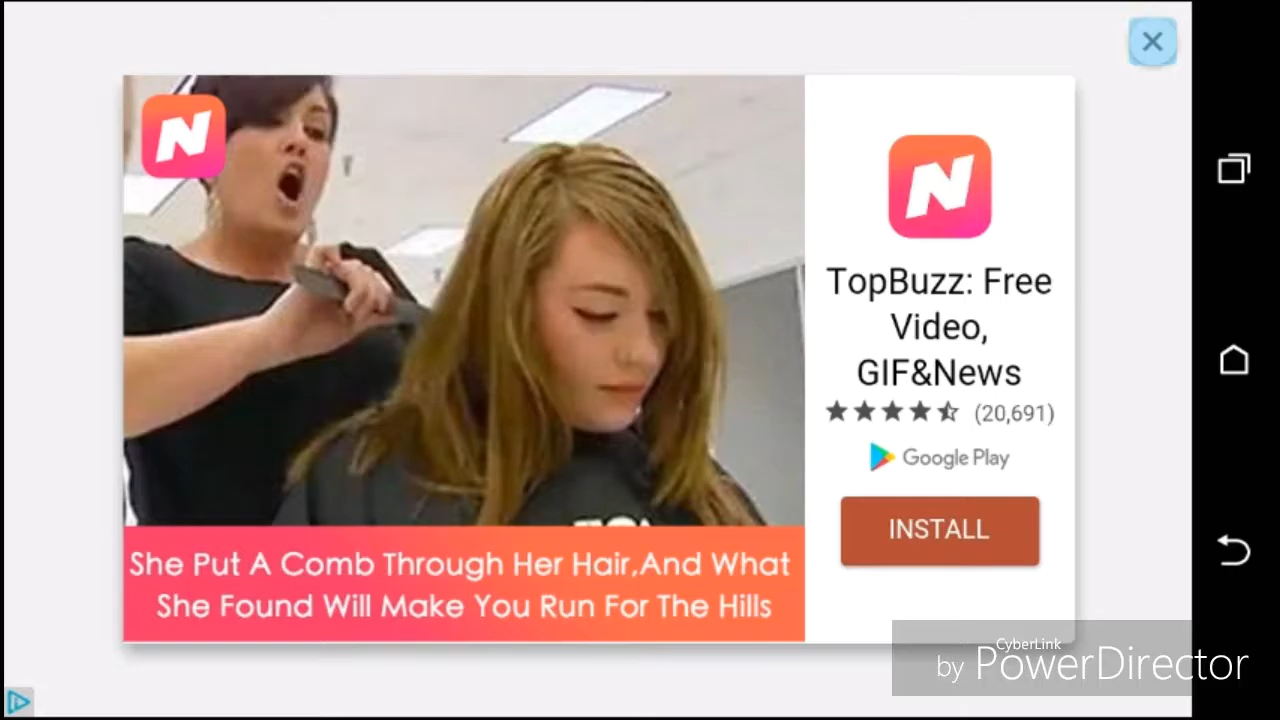 TopBuzz: Free
Video,
GIF&News
(20,691)
Google Play
INSTALL
She Put A Comb Through Her Hair,And What
She Found Will Make You Run For The Hills
CyberLink
by PowerDirector